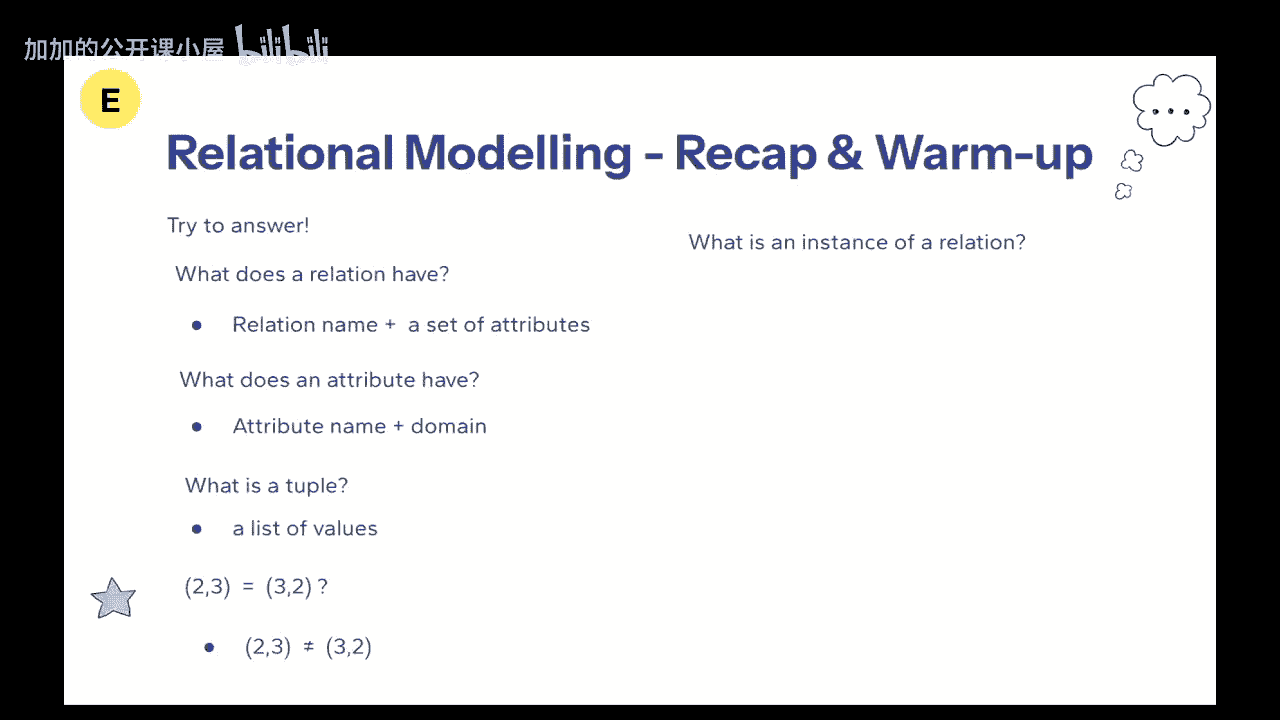 加加的公开课小屋 bilibili
E
Relational Modelling - Recap & Warm-up
Try to answer!
What does a relation have?
● Relation name + a set of attributes
What does an attribute have?
● Attribute name + domain
What is a tuple?
● a list of values
(2,3) = (3,2) ?
● (2,3) ≠ (3,2)
What is an instance of a relation?